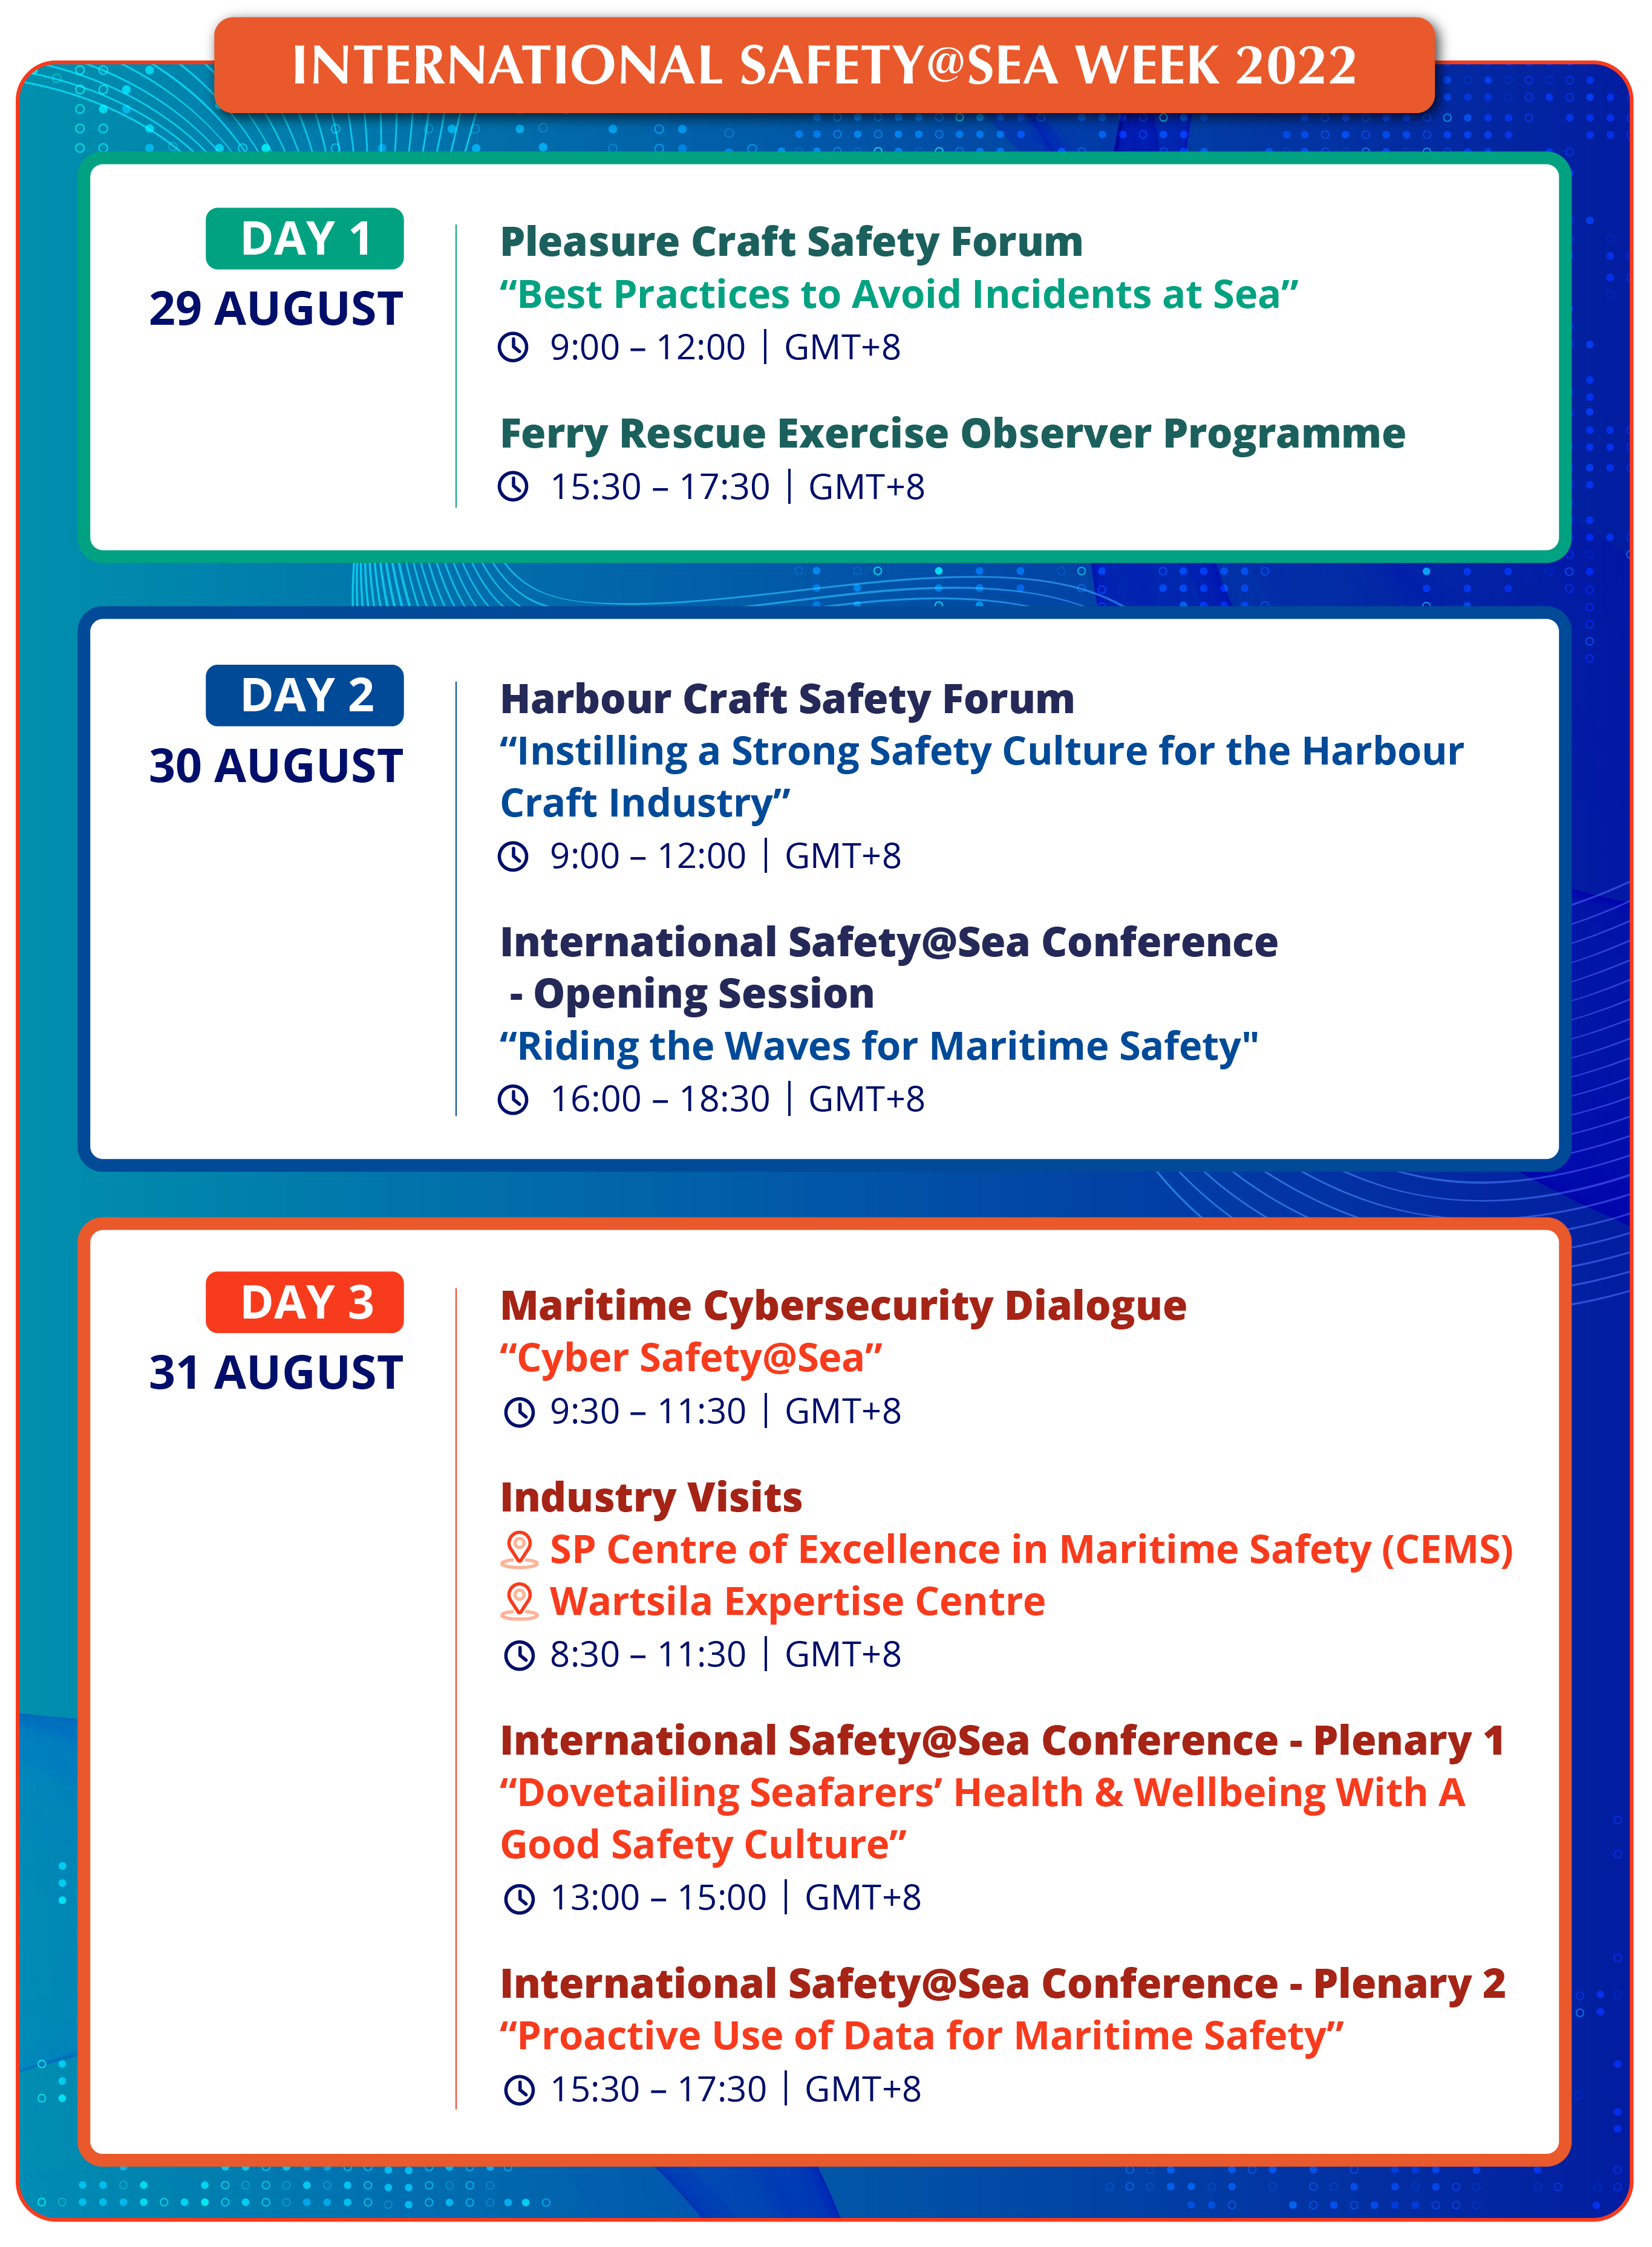 INTERNATIONAL SAFETY@SEA WEEK 2022
DAY 1
29 AUGUST
Pleasure Craft Safety Forum
“Best Practices to Avoid Incidents at Sea”
9:00 – 12:00 | GMT+8
Ferry Rescue Exercise Observer Programme
15:30 – 17:30 | GMT+8
DAY 2
30 AUGUST
Harbour Craft Safety Forum
“Instilling a Strong Safety Culture for the Harbour
Craft Industry”
9:00 – 12:00 | GMT+8
International Safety@Sea Conference
- Opening Session
“Riding the Waves for Maritime Safety"
16:00 – 18:30 | GMT+8
DAY 3
31 AUGUST
Maritime Cybersecurity Dialogue
“Cyber Safety@Sea”
9:30 – 11:30 | GMT+8
Industry Visits
SP Centre of Excellence in Maritime Safety (CEMS)
Wartsila Expertise Centre
8:30 – 11:30 | GMT+8
International Safety@Sea Conference - Plenary 1
“Dovetailing Seafarers’ Health & Wellbeing With A
Good Safety Culture”
13:00 – 15:00 | GMT+8
International Safety@Sea Conference - Plenary 2
“Proactive Use of Data for Maritime Safety”
15:30 – 17:30 | GMT+8